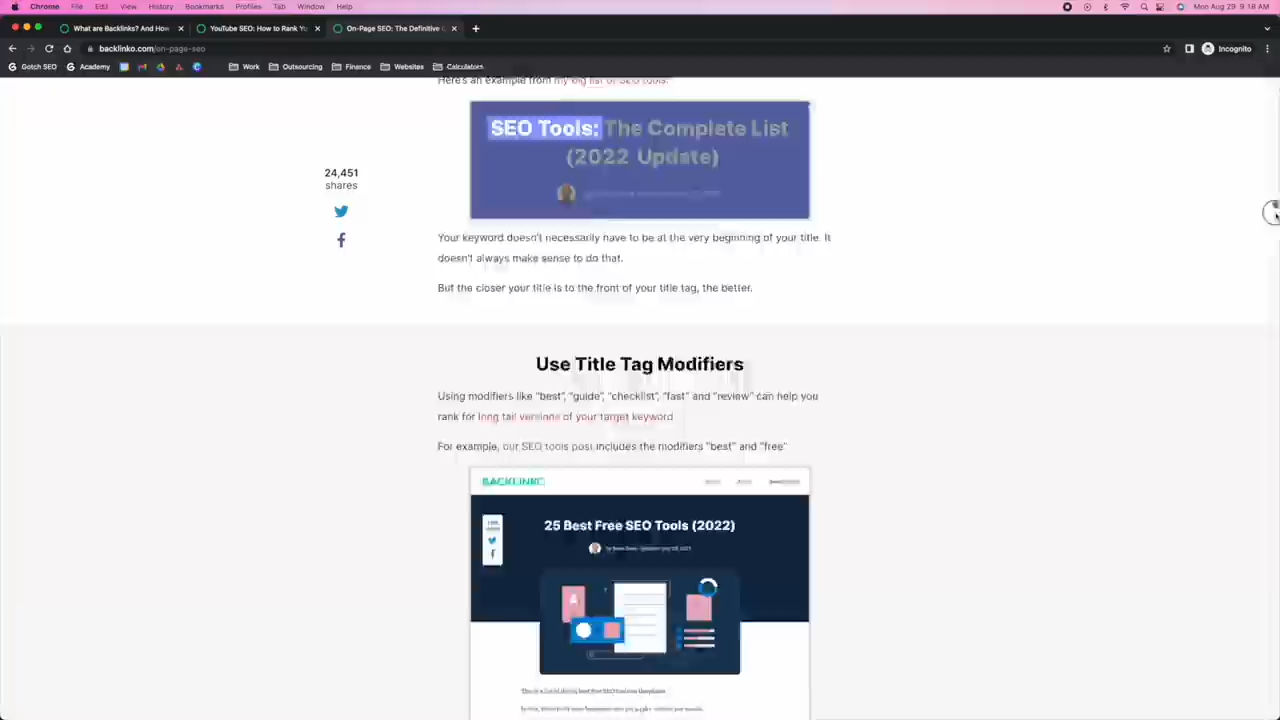 Chrome File Edit View History Bookmarks Profiles Tab Window Help Mon Aug 29 9:18 AM
What are Backlinks? And How YouTube SEO: How to Rank Yo On-Page SEO: The Definitive G
backlinko.com/on-page-seo Incognito
Gotch SEO Academy Work Outsourcing Finance Websites Calculators
Here's an example from my big list of SEO tools:
SEO Tools: The Complete List
(2022 Update)
24,451
shares
Your keyword doesn't necessarily have to be at the very beginning of your title. It
doesn't always make sense to do that.
But the closer your title is to the front of your title tag, the better.
Use Title Tag Modifiers
Using modifiers like "best", "guide", "checklist", "fast" and "review" can help you
rank for long tail versions of your target keyword
For example, our SEO tools post includes the modifiers "best" and "free"
BACKLINKO
25 Best Free SEO Tools (2022)